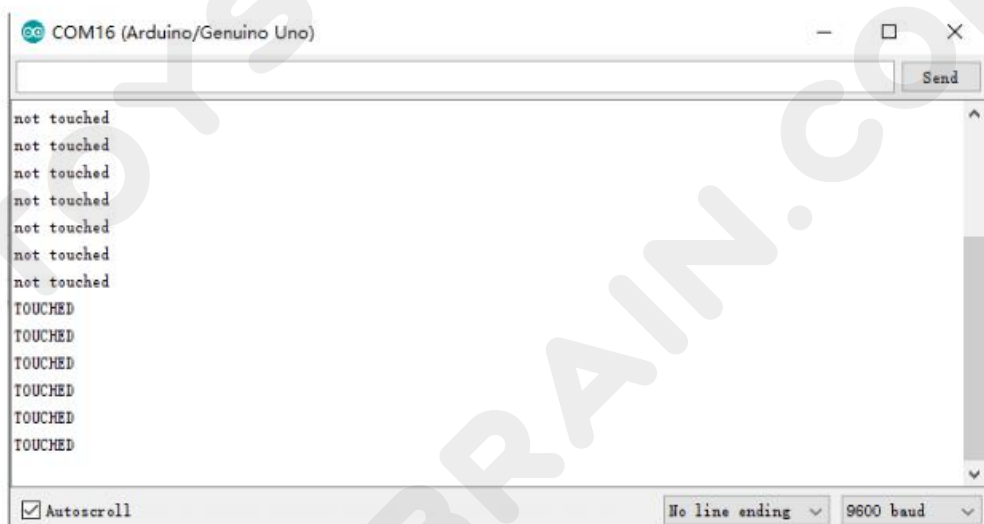 COM16 (Arduino/Genuino Uno)
Send
not touched
not touched
not touched
not touched
not touched
not touched
not touched
TOUCHED
TOUCHED
TOUCHED
TOUCHED
TOUCHED
TOUCHED
Autoscroll
No line ending
9600 baud